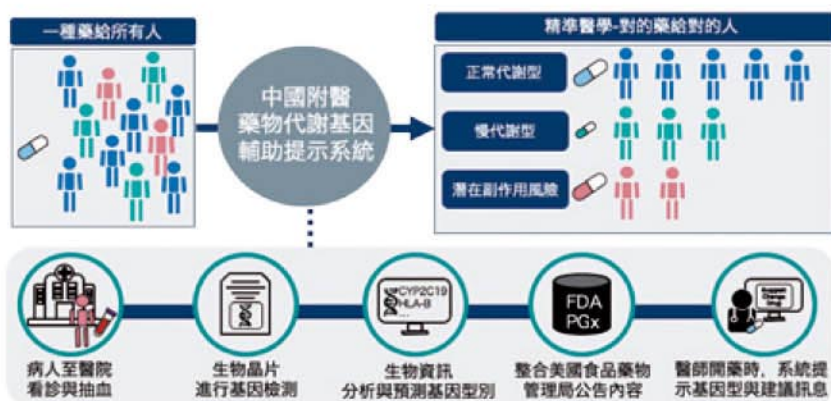 一種藥給所有人
精準醫學-對的藥給對的人
中國附醫
藥物代謝基因
輔助提示系統
正常代謝型
慢代謝型
潛在副作用風險
CYP2C19
HLA-B
...
FDA
PGx
病人至醫院
看診與抽血
生物晶片
進行基因檢測
生物資訊
分析與預測基因型別
整合美國食品藥物
管理局公告內容
醫師開藥時，系統提
示基因型與建議訊息